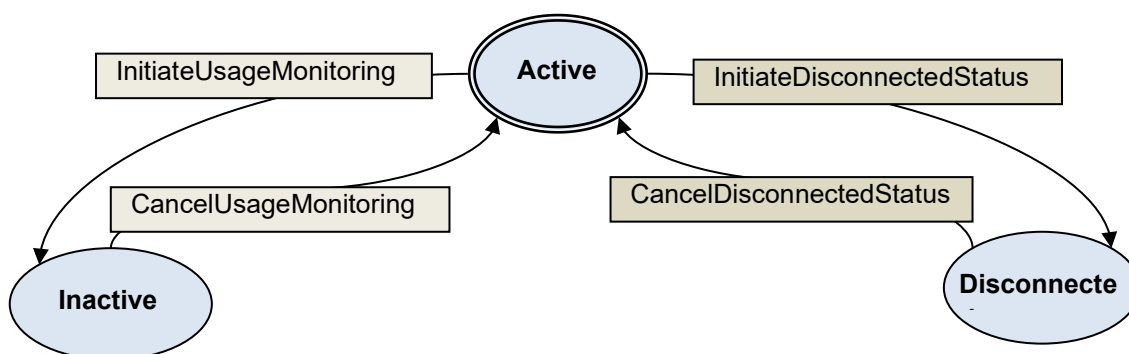 InitiateUsageMonitoring
Active
InitiateDisconnectedStatus
CancelUsageMonitoring
CancelDisconnectedStatus
Inactive
Disconnecte